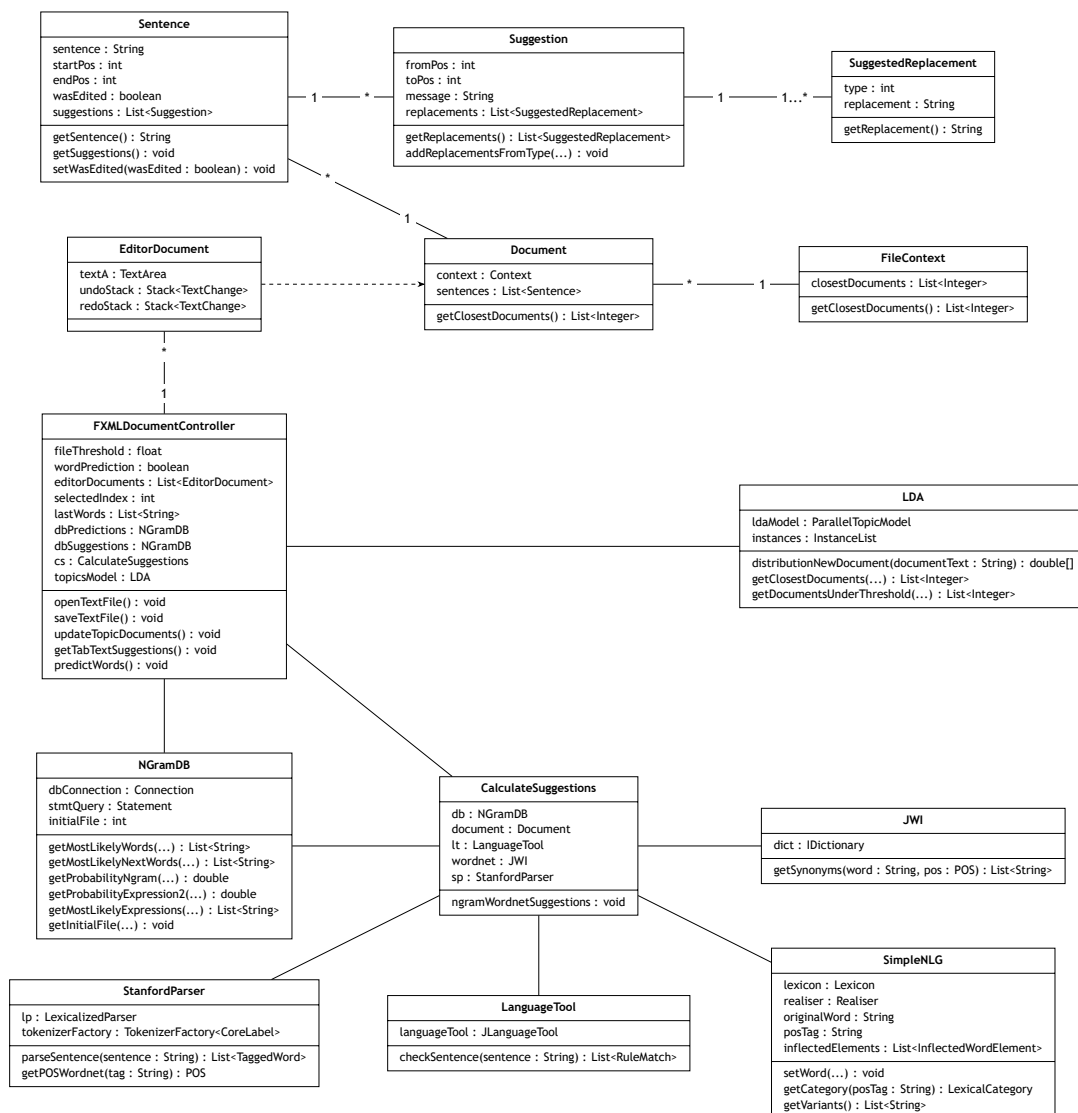 Sentence
sentence : String
startPos : int
endPos : int
wasEdited : boolean
suggestions : List<Suggestion>
getSentence() : String
getSuggestions() : void
setWasEdited(wasEdited : boolean) : void
1
*
Suggestion
fromPos : int
toPos : int
message : String
replacements : List<SuggestedReplacement>
getReplacements() : List<SuggestedReplacement>
addReplacementsFromType(...) : void
1
1...*
SuggestedReplacement
type : int
replacement : String
getReplacement() : String
*
1
EditorDocument
textA : TextArea
undoStack : Stack<TextChange>
redoStack : Stack<TextChange>
Document
context : Context
sentences : List<Sentence>
getClosestDocuments() : List<Integer>
*
1
FileContext
closestDocuments : List<Integer>
getClosestDocuments() : List<Integer>
*
1
FXMLDocumentController
fileThreshold : float
wordPrediction : boolean
editorDocuments : List<EditorDocument>
selectedIndex : int
lastWords : List<String>
dbPredictions : NGramDB
dbSuggestions : NGramDB
cs : CalculateSuggestions
topicsModel : LDA
openTextFile() : void
saveTextFile() : void
updateTopicDocuments() : void
getTabTextSuggestions() : void
predictWords() : void
LDA
ldaModel : ParallelTopicModel
instances : InstanceList
distributionNewDocument(documentText : String) : double[]
getClosestDocuments(...) : List<Integer>
getDocumentsUnderThreshold(...) : List<Integer>
NGramDB
dbConnection : Connection
stmtQuery : Statement
initialFile : int
getMostLikelyWords(...) : List<String>
getMostLikelyNextWords(...) : List<String>
getProbabilityNgram(...) : double
getProbabilityExpression2(...) : double
getMostLikelyExpressions(...) : List<String>
getInitialFile(...) : void
CalculateSuggestions
db : NGramDB
document : Document
lt : LanguageTool
wordnet : JWI
sp : StanfordParser
ngramWordnetSuggestions : void
JWI
dict : IDictionary
getSynonyms(word : String, pos : POS) : List<String>
StanfordParser
lp : LexicalizedParser
tokenizerFactory : TokenizerFactory<CoreLabel>
parseSentence(sentence : String) : List<TaggedWord>
getPOSWordnet(tag : String) : POS
LanguageTool
languageTool : JLanguageTool
checkSentence(sentence : String) : List<RuleMatch>
SimpleNLG
lexicon : Lexicon
realiser : Realiser
originalWord : String
posTag : String
inflectedElements : List<InflectedWordElement>
setWord(...) : void
getCategory(posTag : String) : LexicalCategory
getVariants() : List<String>